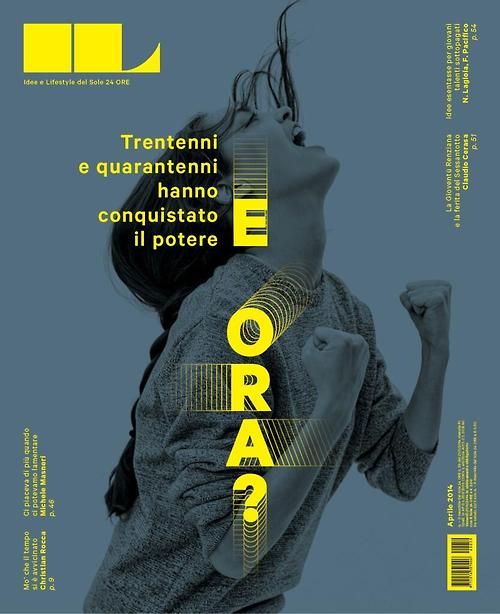 IL
Idee e Lifestyle del Sole 24 ORE
Idee esentasse per giovani
talenti sottopagati
N. Lagioia, F. Pacifico
p. 54
La Gioventù Renziana
e la ferita del Sessantotto
Claudio Cerasa
p. 51
Trentenni
e quarantenni
hanno
conquistato
il potere
E
ORA?
Ci piaceva di più quando
ci potevamo lamentare
Michele Masneri
p. 46
Mo' che il tempo
si è avvicinato
Christian Rocca
p. 9
Aprile 2014